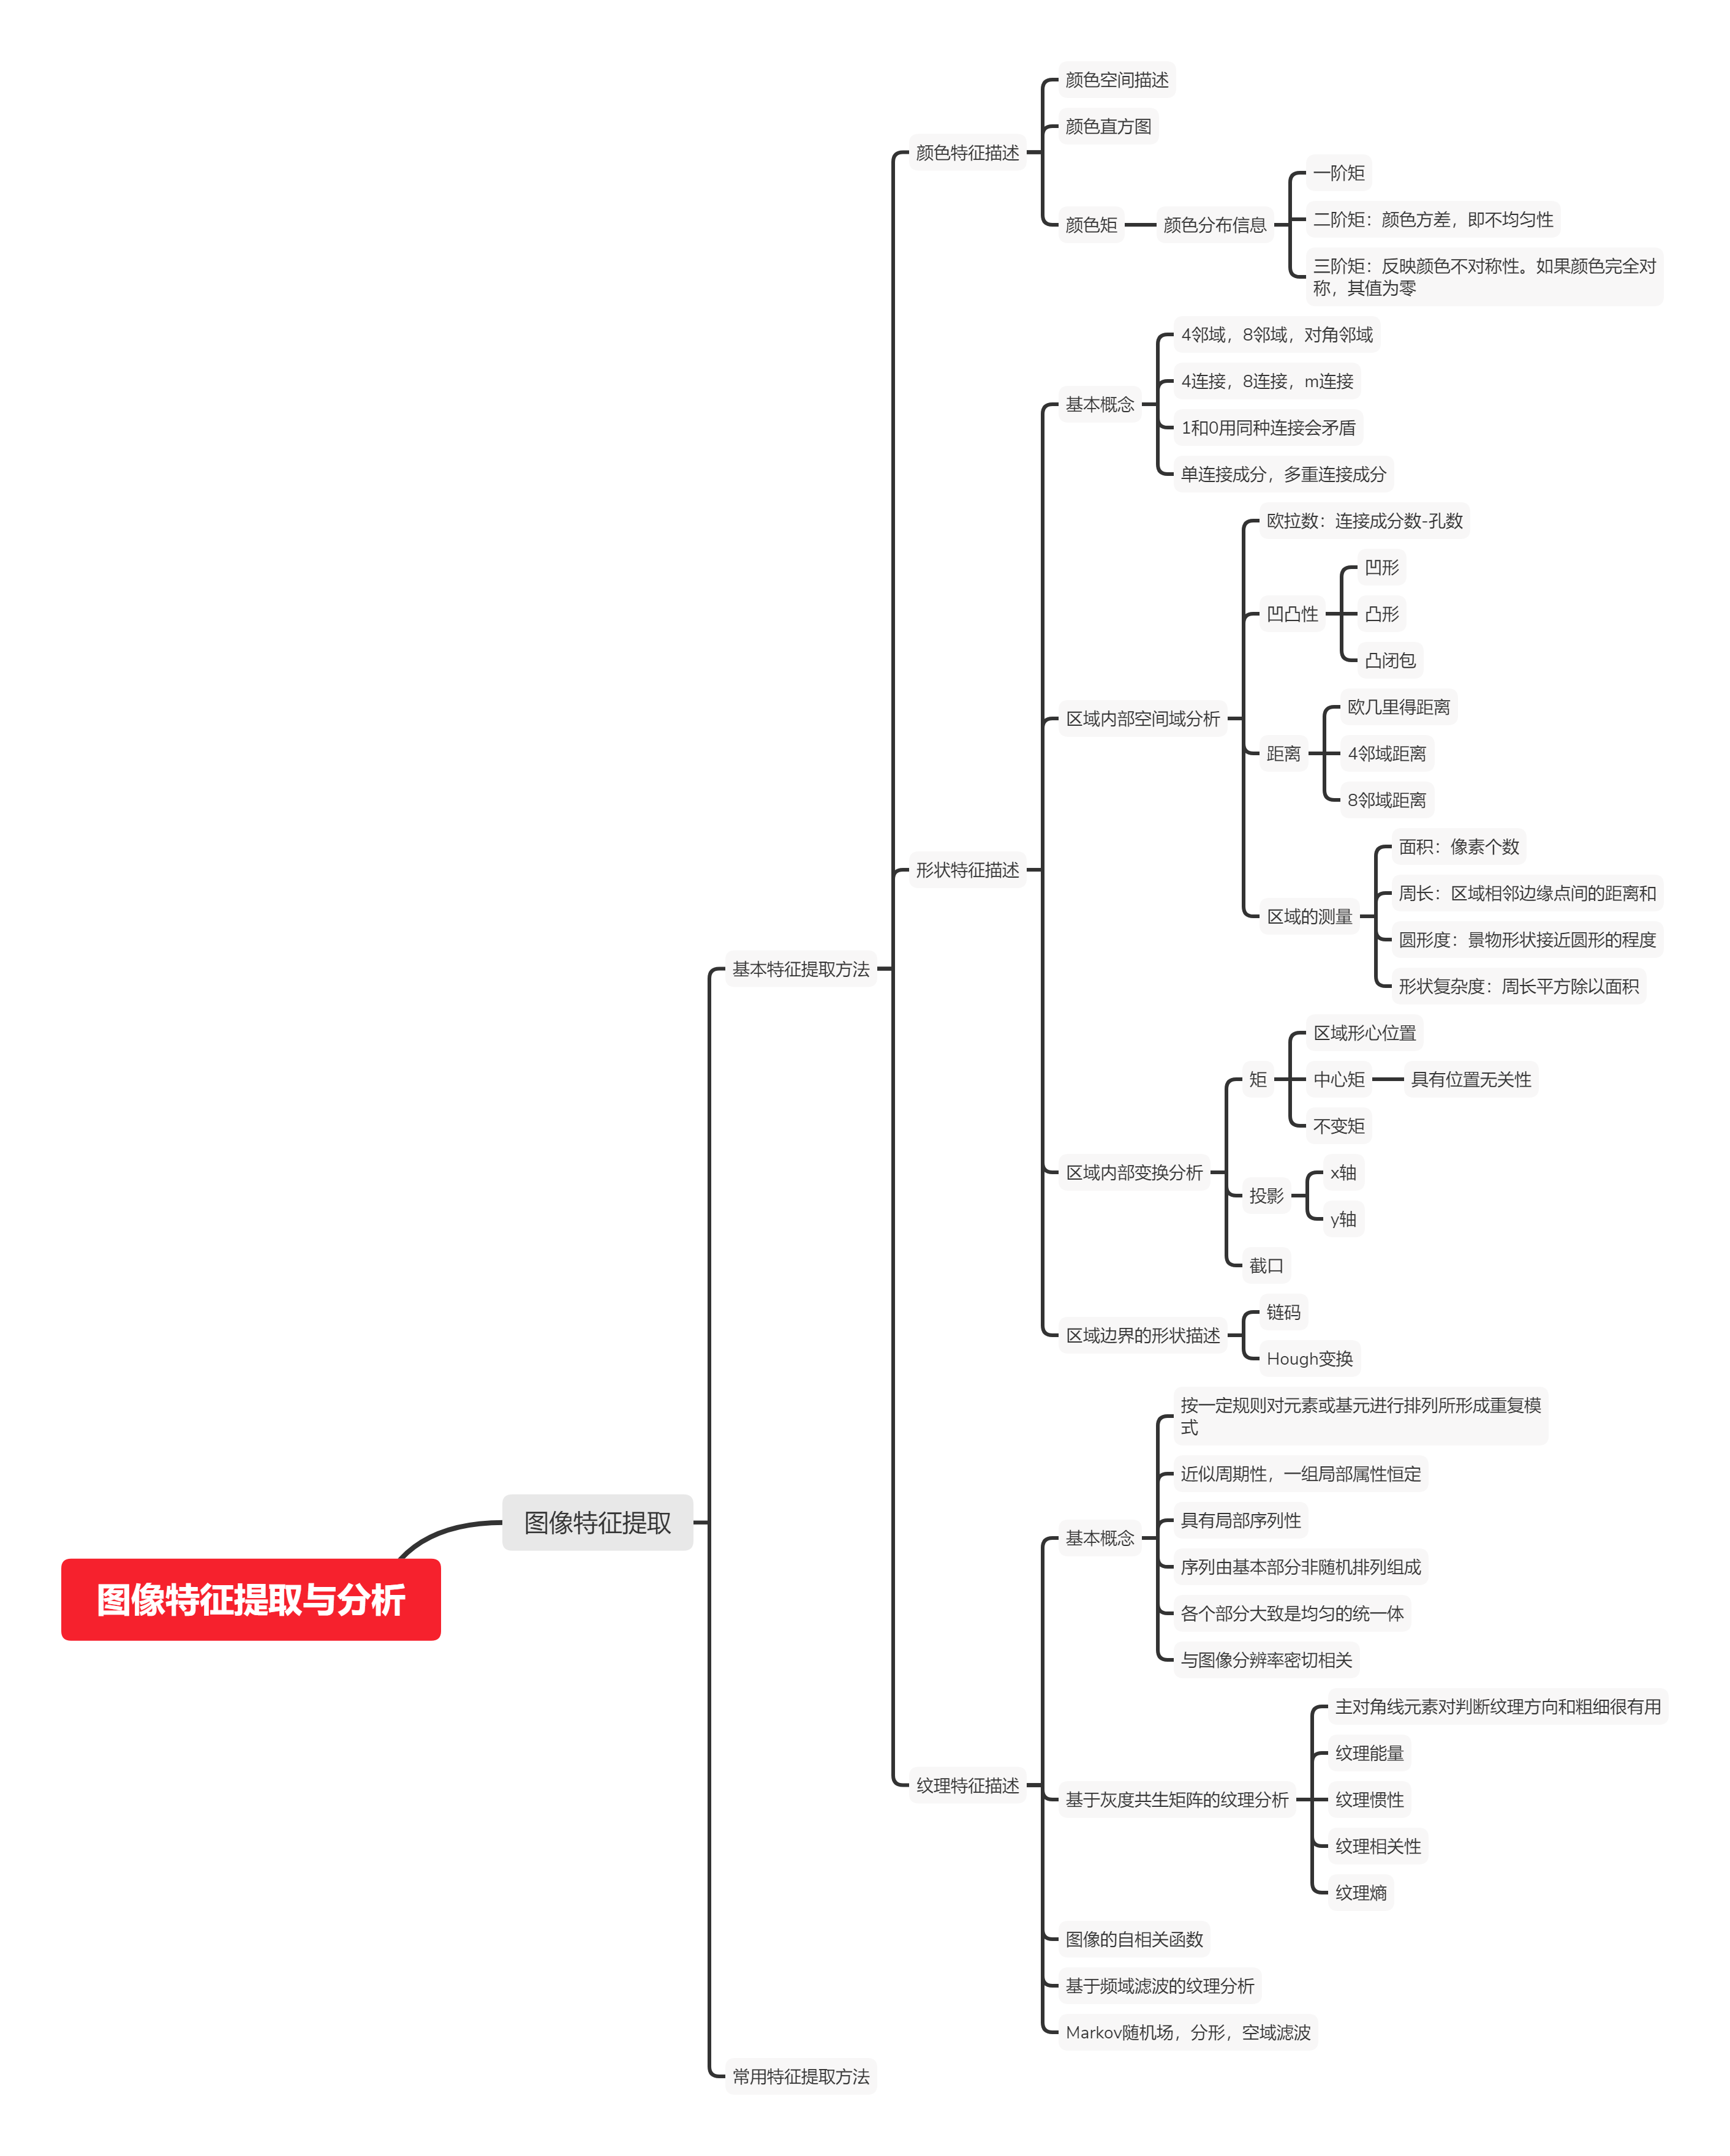 图像特征提取与分析
图像特征提取
基本特征提取方法
颜色特征描述
颜色空间描述
颜色直方图
颜色矩
颜色分布信息
一阶矩
二阶矩：颜色方差，即不均匀性
三阶矩：反映颜色不对称性。如果颜色完全对
称，其值为零
形状特征描述
基本概念
4邻域，8邻域，对角邻域
4连接，8连接，m连接
1和0用同种连接会矛盾
单连接成分，多重连接成分
区域内部空间域分析
欧拉数：连接成分数-孔数
凹凸性
凹形
凸形
凸闭包
距离
欧几里得距离
4邻域距离
8邻域距离
区域的测量
面积：像素个数
周长：区域相邻边缘点间的距离和
圆形度：景物形状接近圆形的程度
形状复杂度：周长平方除以面积
区域内部变换分析
矩
区域形心位置
中心矩
具有位置无关性
不变矩
投影
x轴
y轴
截口
区域边界的形状描述
链码
Hough变换
纹理特征描述
基本概念
按一定规则对元素或基元进行排列所形成重复模
式
近似周期性，一组局部属性恒定
具有局部序列性
序列由基本部分非随机排列组成
各个部分大致是均匀的统一体
与图像分辨率密切相关
基于灰度共生矩阵的纹理分析
主对角线元素对判断纹理方向和粗细很有用
纹理能量
纹理惯性
纹理相关性
纹理熵
图像的自相关函数
基于频域滤波的纹理分析
Markov随机场，分形，空域滤波
常用特征提取方法